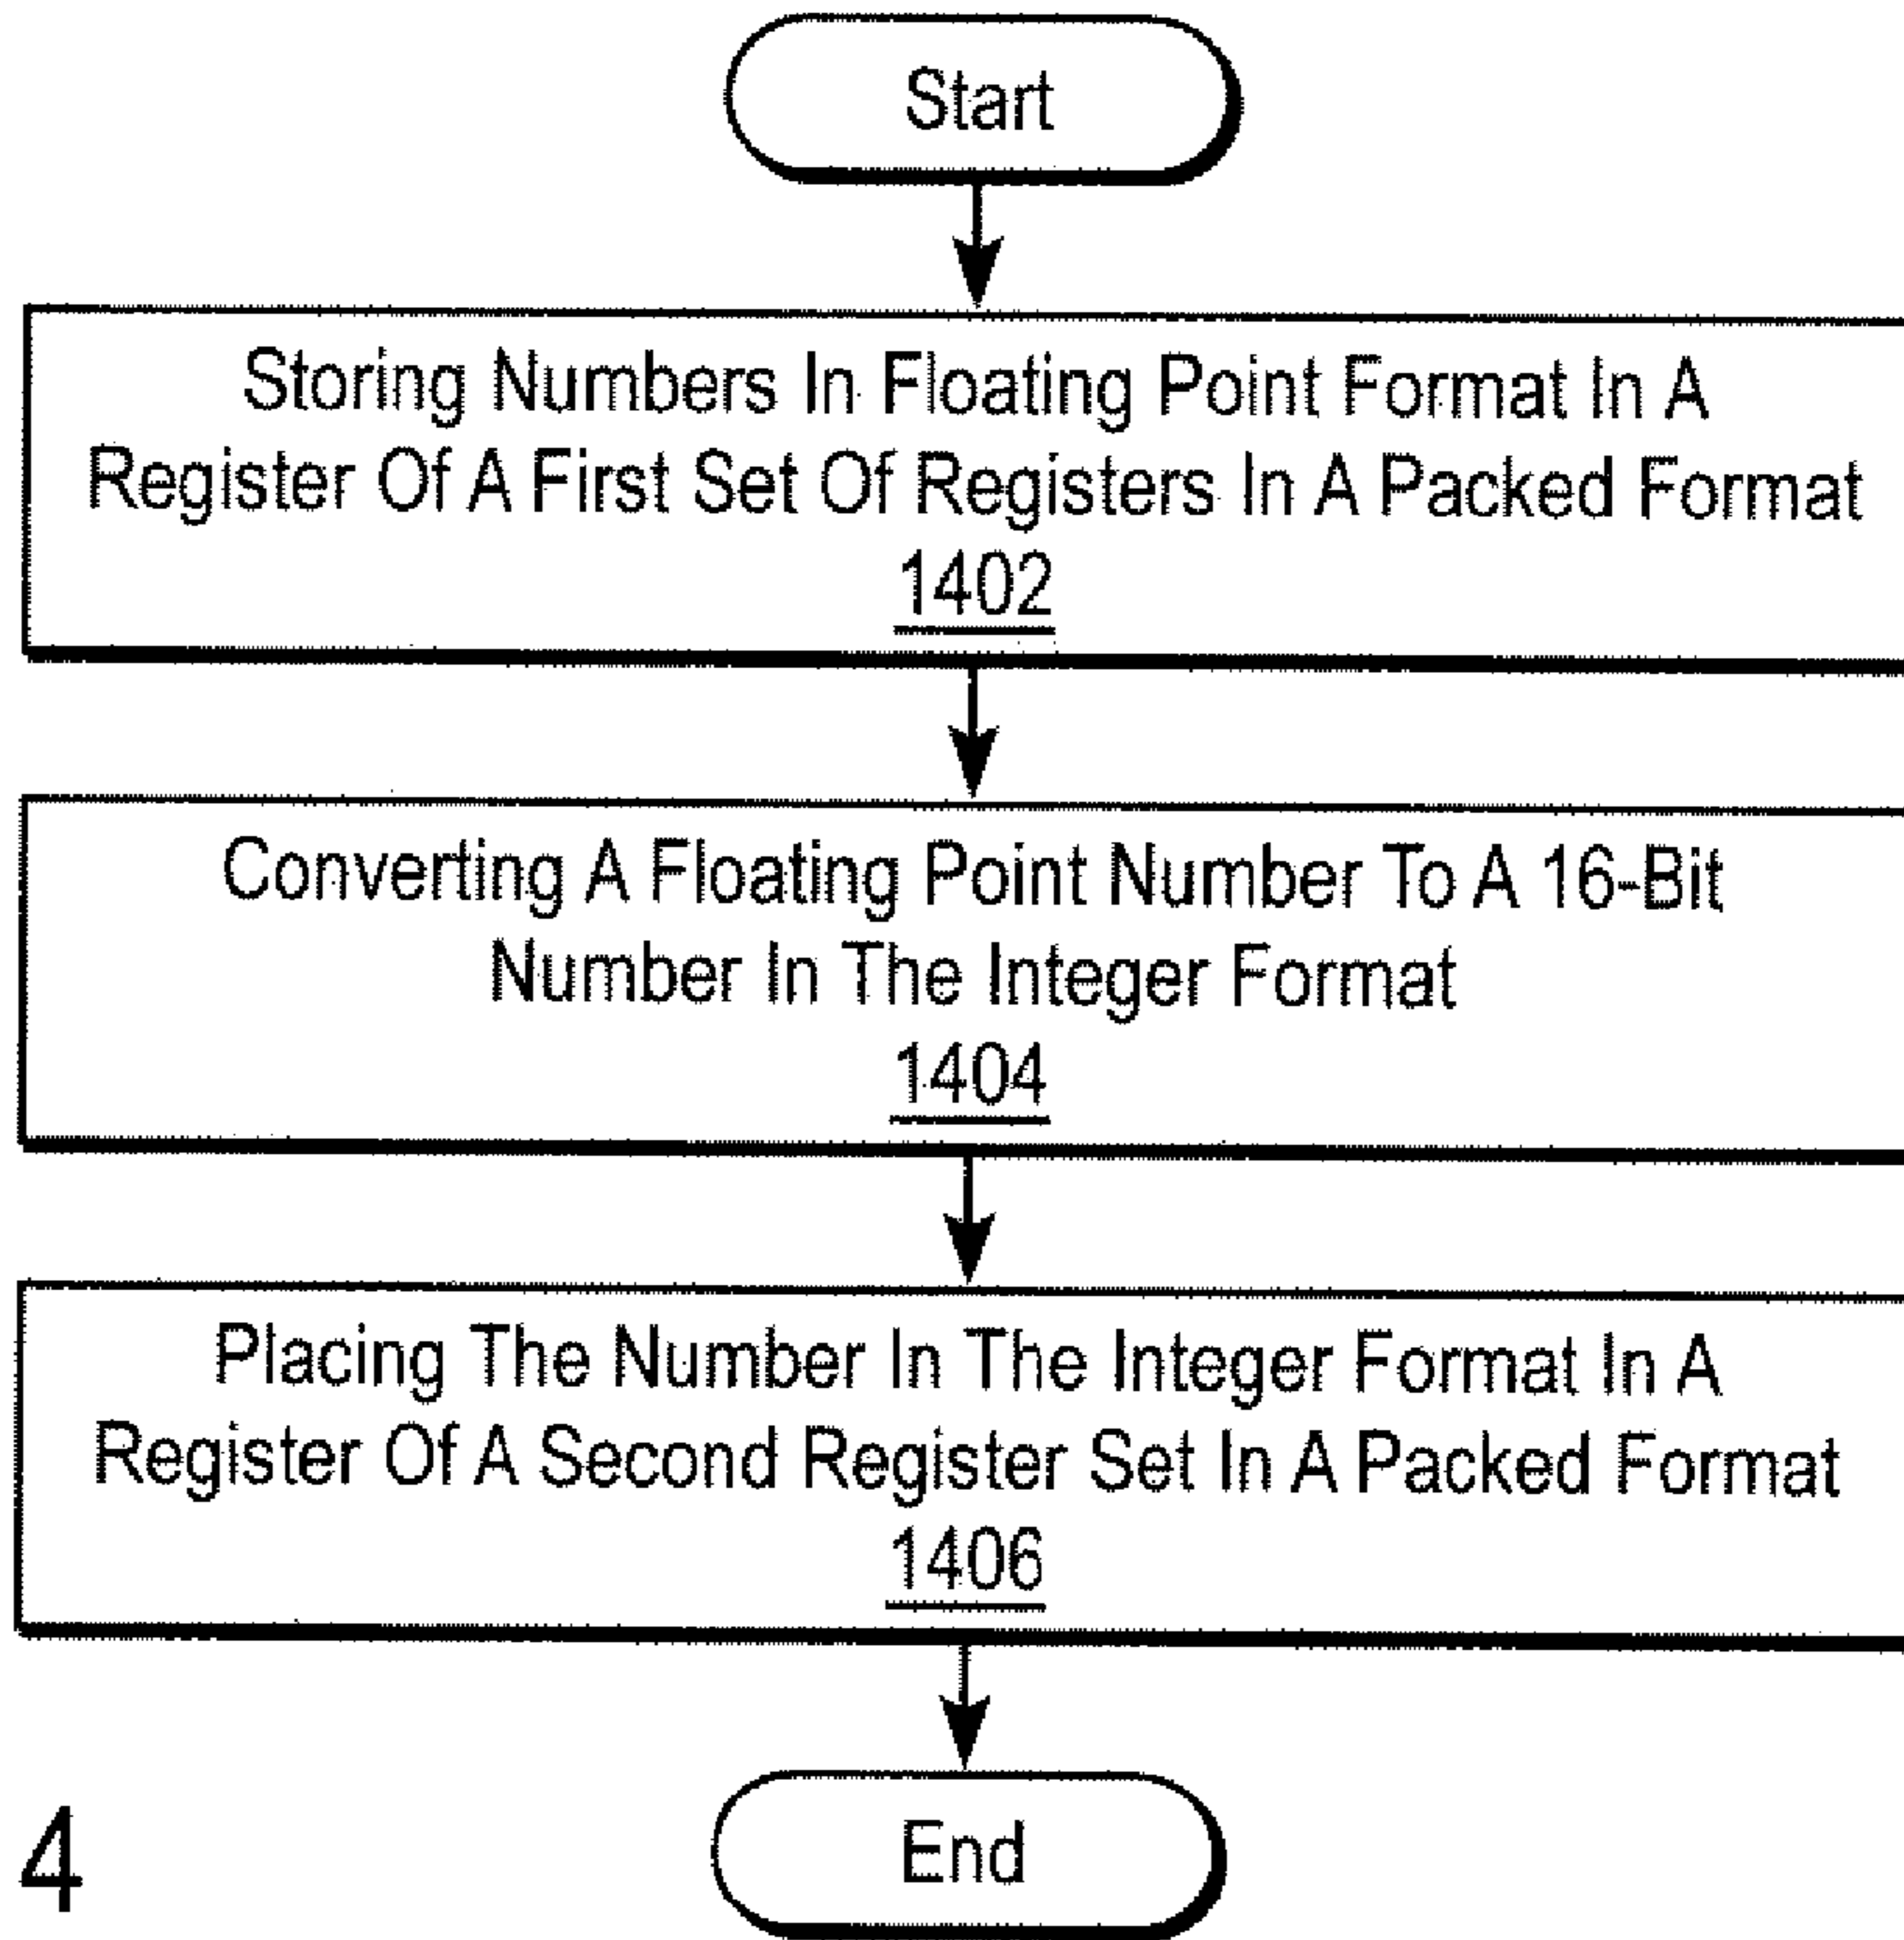 Start
Storing Numbers In Floating Point Format In A
Register Of A First Set Of Registers In A Packed Format
1402
Converting A Floating Point Number To A 16-Bit
Number In The Integer Format
1404
Placing The Number In The Integer Format In A
Register Of A Second Register Set In A Packed Format
1406
End
4